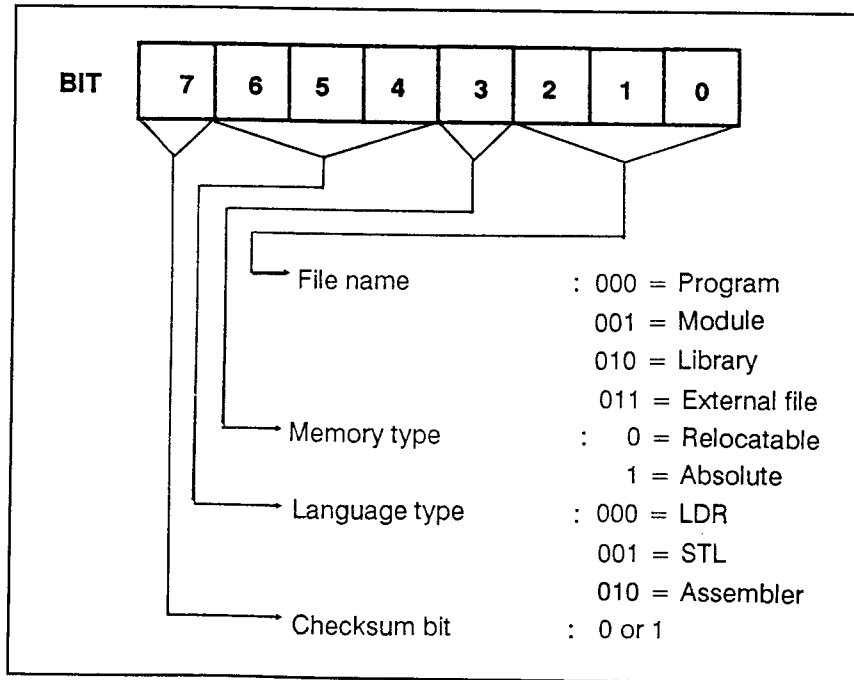 BIT 7 6 5 4 3 2 1 0
File name : 000 = Program
001 = Module
010 = Library
011 = External file
Memory type : 0 = Relocatable
1 = Absolute
Language type : 000 = LDR
001 = STL
010 = Assembler
Checksum bit : 0 or 1